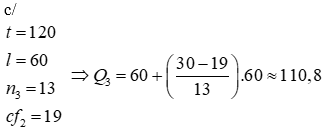 c/
t = 120
l = 60
n₃ = 13
cf₂ = 19
⇒ Q₃ = 60 + ((30 − 19)/13).60 ≈ 110,8